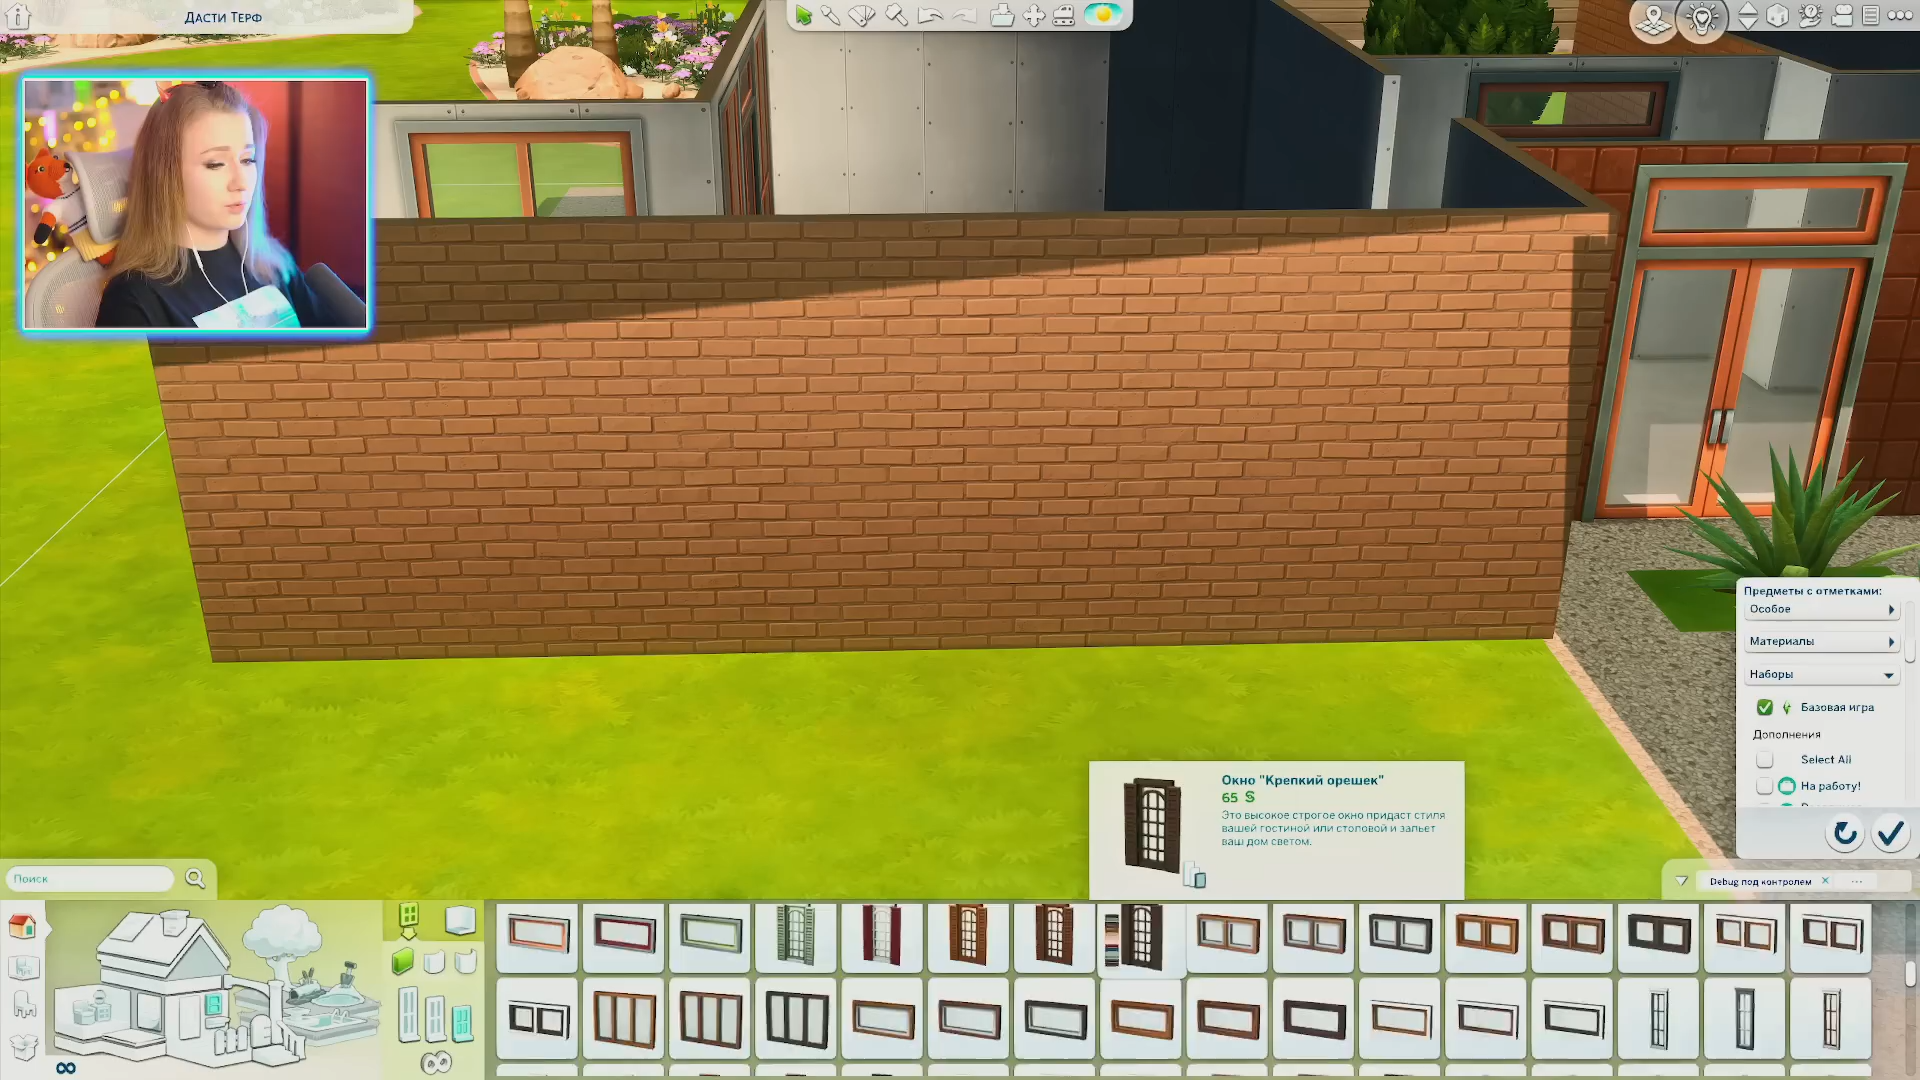 Дасти Терф
Предметы с отметками:
Особое
Материалы
Наборы
Базовая игра
Дополнения
Select All
На работу!
Окно "Крепкий орешек"
65 §
Это высокое строгое окно придаст стиля
вашей гостиной или столовой и зальет
ваш дом светом.
Поиск
Debug под контролем